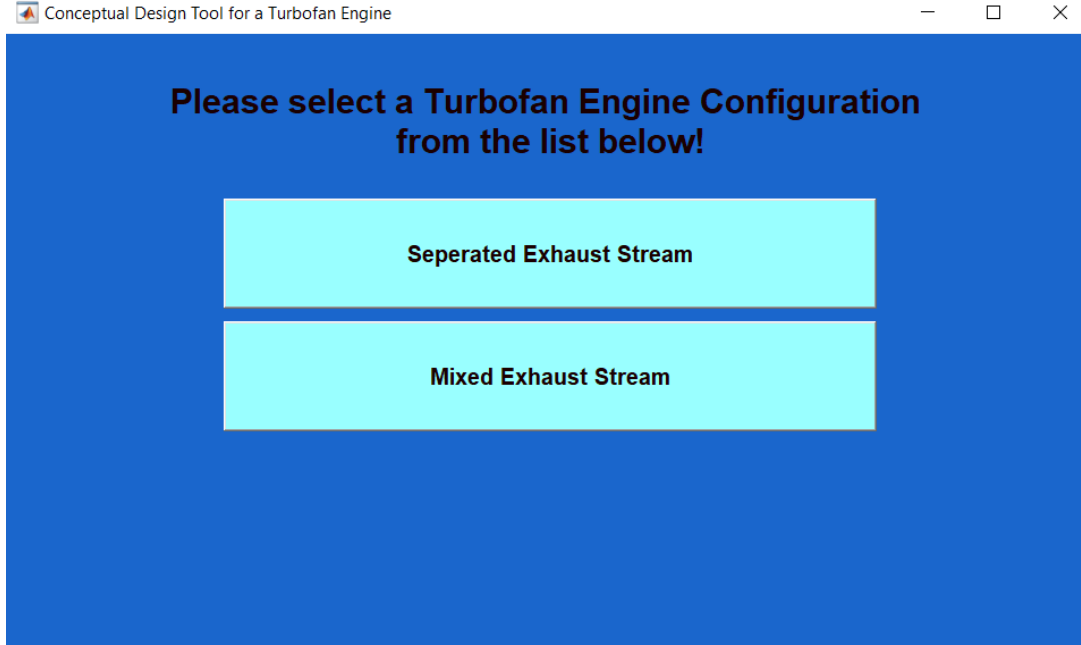 Conceptual Design Tool for a Turbofan Engine
Please select a Turbofan Engine Configuration
from the list below!
Seperated Exhaust Stream
Mixed Exhaust Stream